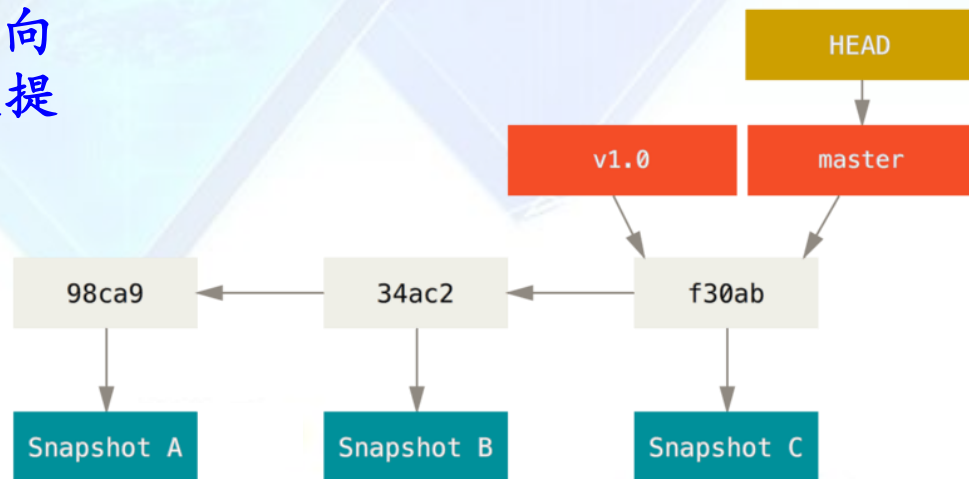 向
提
HEAD
v1.0
master
98ca9
34ac2
f30ab
Snapshot A
Snapshot B
Snapshot C